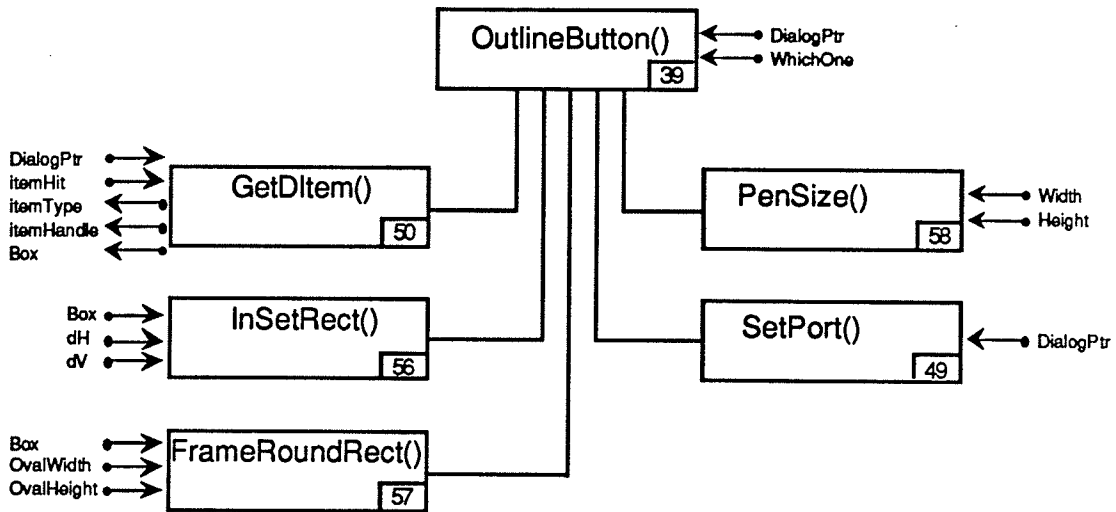 OutlineButton()
39
DialogPtr
WhichOne
DialogPtr
itemHit
itemType
itemHandle
Box
GetDItem()
50
PenSize()
58
Width
Height
Box
dH
dV
InSetRect()
56
SetPort()
49
DialogPtr
Box
OvalWidth
OvalHeight
FrameRoundRect()
57